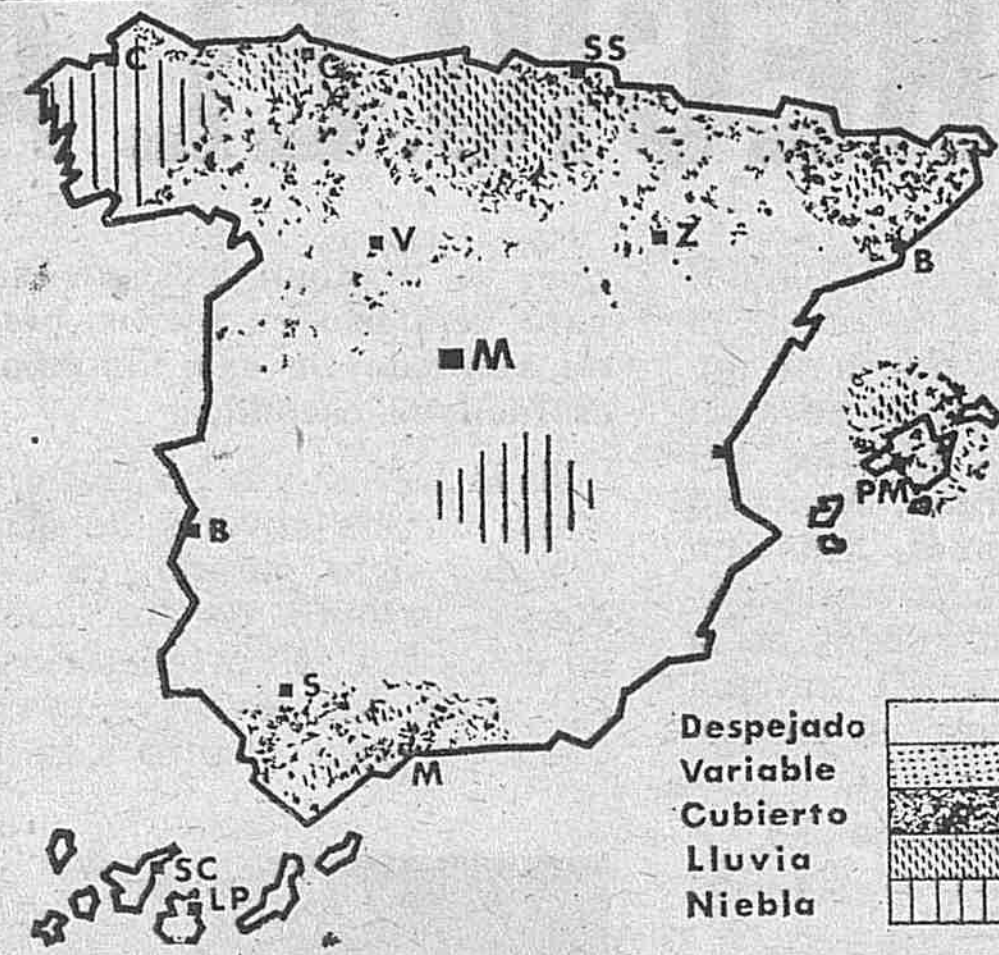 C
G
SS
V
Z
B
M
PM
B
S
M
SC
LP
Despejado
Variable
Cubierto
Lluvia
Niebla